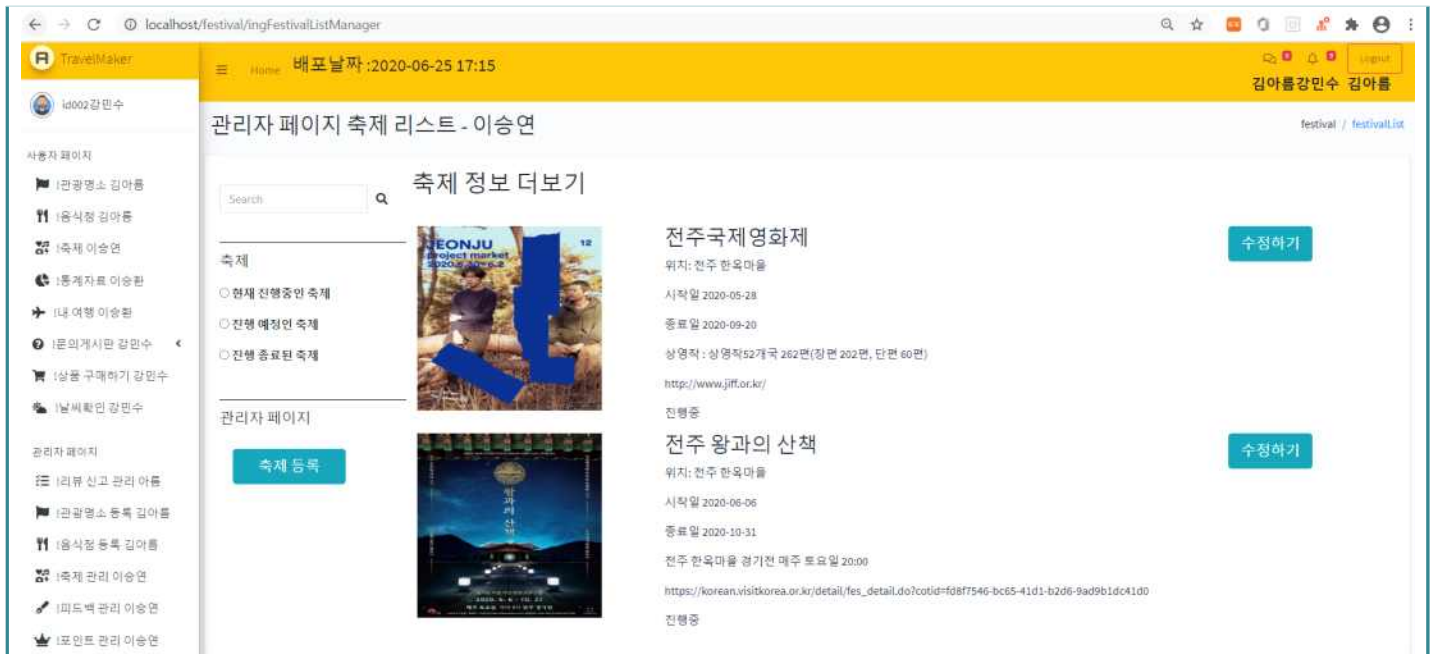 localhost/festival/ingFestivalListManager
TravelMaker
Home 배포날짜 :2020-06-25 17:15
Logout
김아름강민수 김아름
id002강민수
관리자 페이지 축제 리스트 - 이승연
festival / festivalList
사용자 페이지
!관광명소 김아름
!음식점 김아름
!축제 이승연
!통계자료 이승환
!내 여행 이승환
!문의게시판 강민수
!상품 구매하기 강민수
!날씨확인 강민수
관리자 페이지
!리뷰 신고 관리 아름
!관광명소 등록 김아름
!음식점 등록 김아름
!축제 관리 이승연
!피드백 관리 이승연
!포인트 관리 이승연
Search
축제
현재 진행중인 축제
진행 예정인 축제
진행 종료된 축제
관리자 페이지
축제 등록
축제 정보 더보기
JEONJU
project market
12
전주국제영화제
수정하기
위치: 전주 한옥마을
시작일 2020-05-28
종료일 2020-09-20
상영작 : 상영작52개국 262편(장편 202편, 단편 60편)
http://www.jiff.or.kr/
진행중
왕과의 산책
전주 왕과의 산책
수정하기
위치: 전주 한옥마을
시작일 2020-06-06
종료일 2020-10-31
전주 한옥마을 경기전 매주 토요일 20:00
https://korean.visitkorea.or.kr/detail/fes_detail.do?cotid=fd8f7546-bc65-41d1-b2d6-9ad9b1dc41d0
진행중